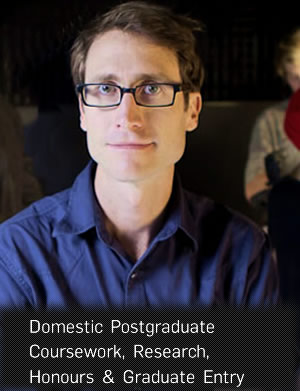 Domestic Postgraduate
Coursework, Research,
Honours & Graduate Entry